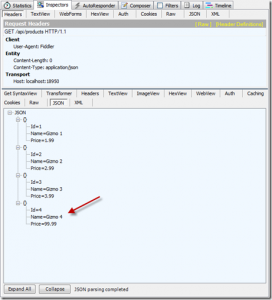 Statistics Inspectors AutoResponder Composer Filters Log Timeline
Headers TextView WebForms HexView Auth Cookies Raw JSON XML
Request Headers [Raw] [Header Definitions]
GET /api/products HTTP/1.1
Client
User-Agent: Fiddler
Entity
Content-Length: 0
Content-Type: application/json
Transport
Host: localhost:18950
Get SyntaxView Transformer Headers TextView ImageView HexView WebView Auth Caching
Cookies Raw JSON XML
JSON
{}
Id=1
Name=Gizmo 1
Price=1.99
{}
Id=2
Name=Gizmo 2
Price=2.99
{}
Id=3
Name=Gizmo 3
Price=3.99
{}
Id=4
Name=Gizmo 4
Price=99.99
Expand All Collapse JSON parsing completed